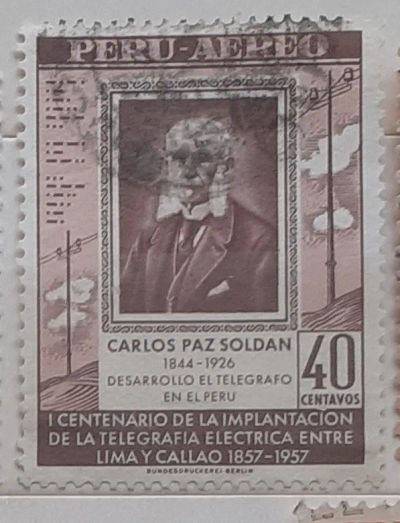 PERU-AEREO
CARLOS PAZ SOLDAN
1844-1926
DESARROLLO EL TELEGRAFO
EN EL PERU
40
CENTAVOS
I CENTENARIO DE LA IMPLANTACION
DE LA TELEGRAFIA ELECTRICA ENTRE
LIMA Y CALLAO 1857-1957
BUNDESDRUCKEREI-BERLIN